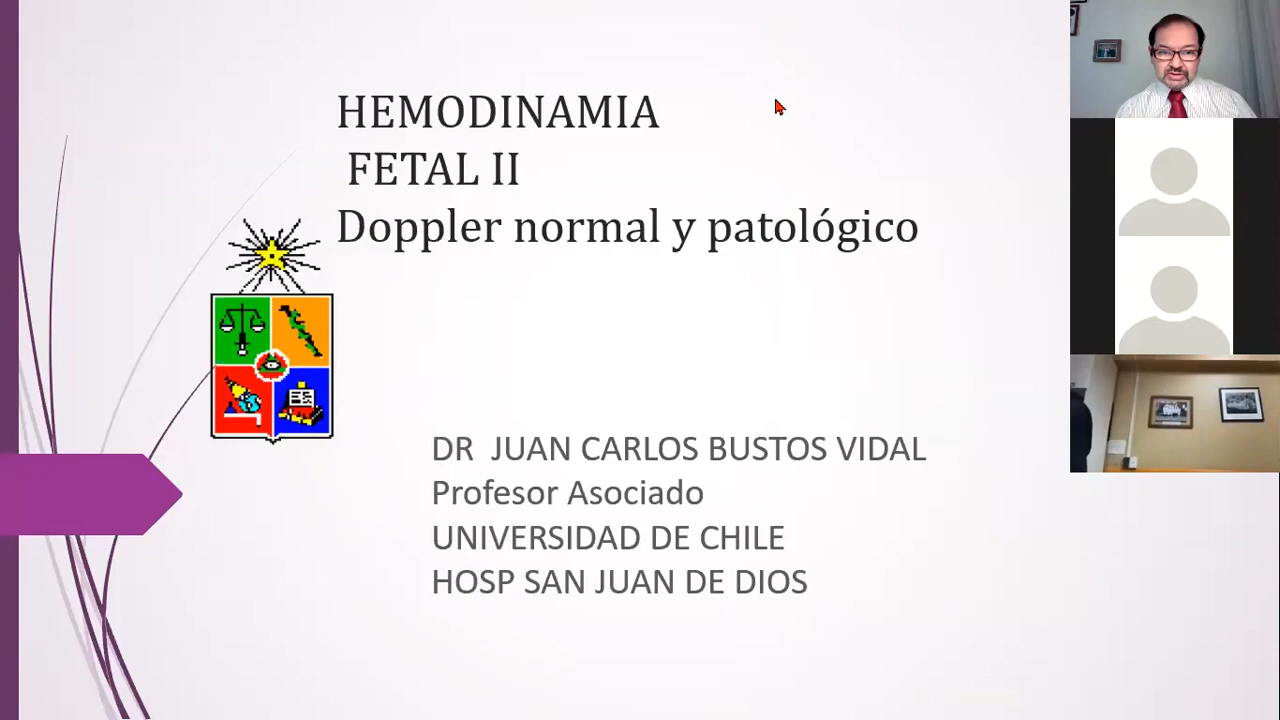 HEMODINAMIA
FETAL II
Doppler normal y patológico
DR JUAN CARLOS BUSTOS VIDAL
Profesor Asociado
UNIVERSIDAD DE CHILE
HOSP SAN JUAN DE DIOS